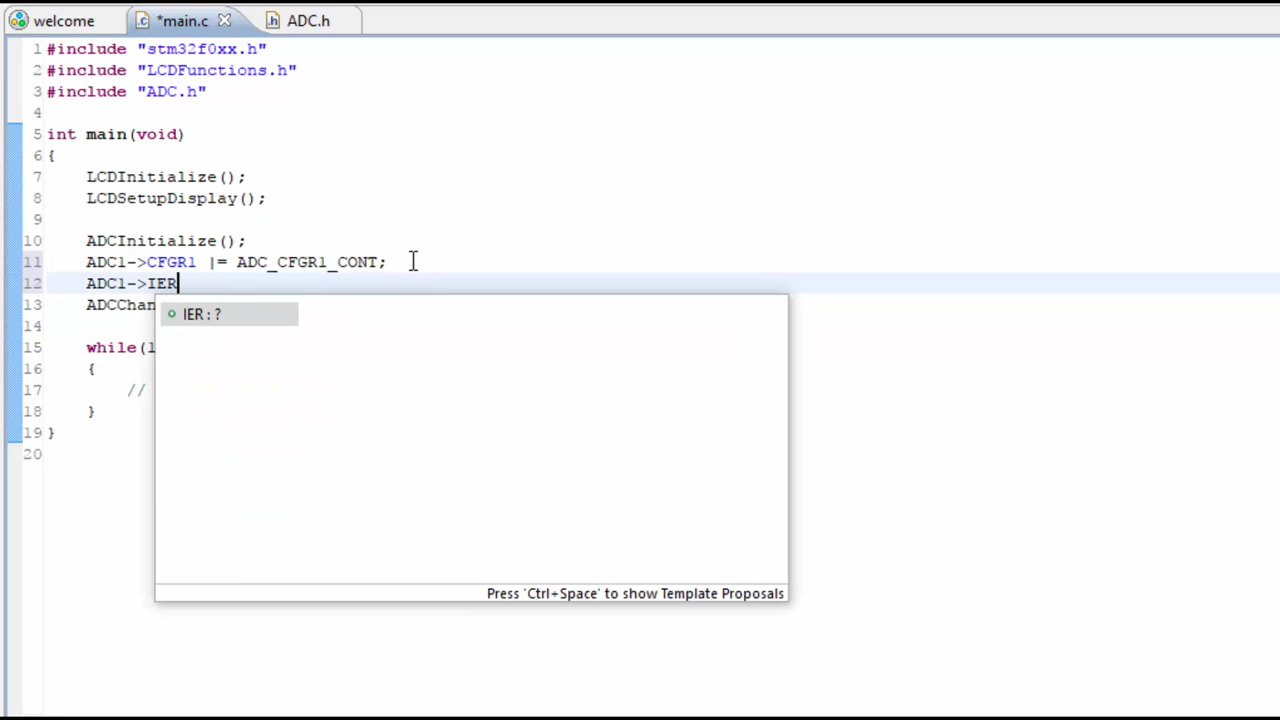 welcome *main.c ADC.h
1 #include "stm32f0xx.h"
2 #include "LCDFunctions.h"
3 #include "ADC.h"
4
5 int main(void)
6 {
7 LCDInitialize();
8 LCDSetupDisplay();
9
10 ADCInitialize();
11 ADC1->CFGR1 |= ADC_CFGR1_CONT;
12 ADC1->IER
13 ADCChan
14
15 while(1
16 {
17 //
18 }
19 }
20
IER : ?
Press 'Ctrl+Space' to show Template Proposals